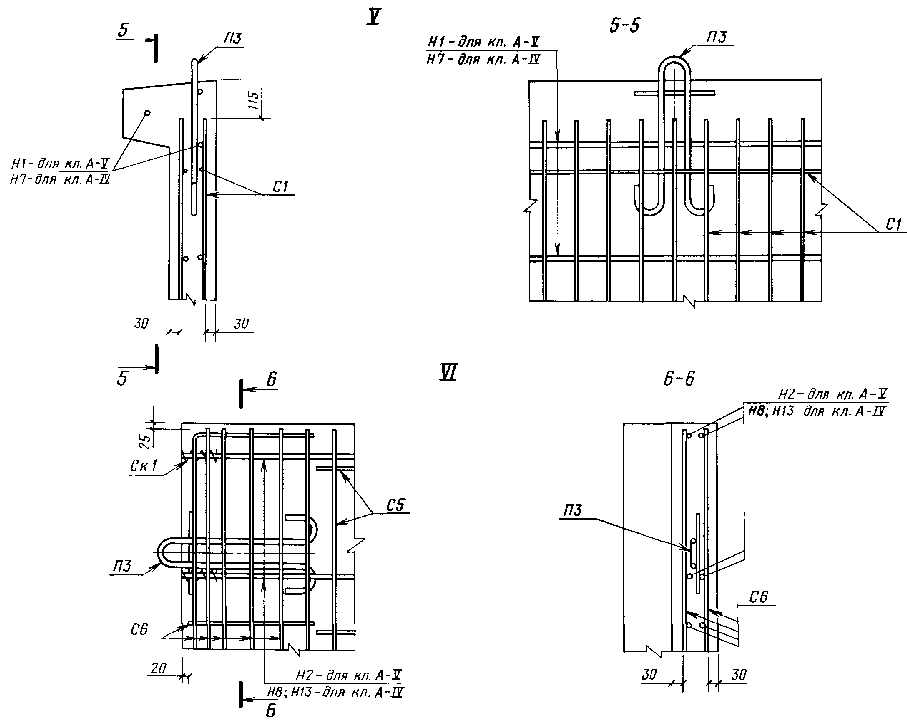 V
5
П3
115
Н1-для кл. А-V
Н7-для кл. А-IV
С1
30
30
5
5-5
Н1-для кл. А-V
Н7-для кл. А-IV
П3
С1
VI
6
25
Ск1
С5
П3
С6
20
Н2-для кл. А-V
Н8; Н13-для кл. А-IV
6
6-6
Н2-для кл. А-V
Н8; Н13-для кл. А-IV
П3
С6
30
30